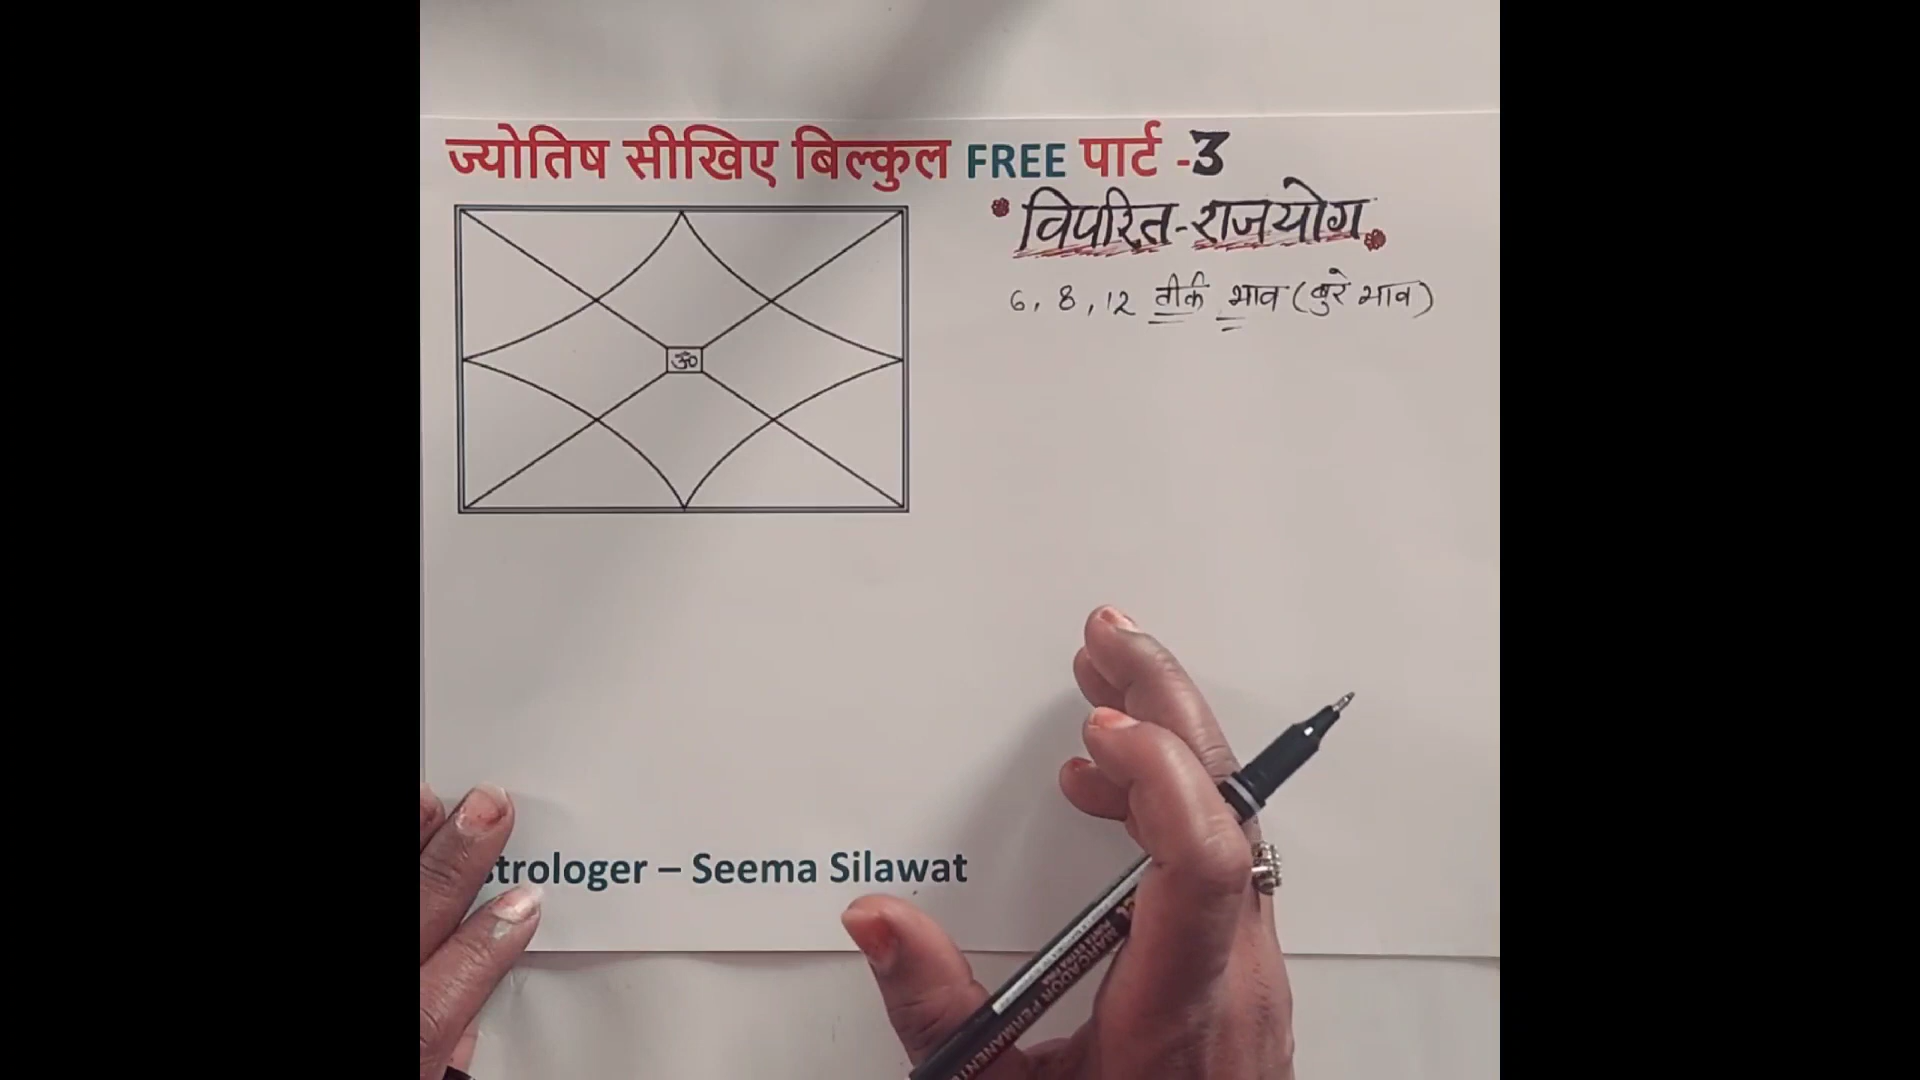 ज्योतिष सीखिए बिल्कुल FREE पार्ट -3
विपरित-राजयोग
6, 8, 12 तीर्क भाव (बुरे भाव)
ॐ
strologer – Seema Silawat